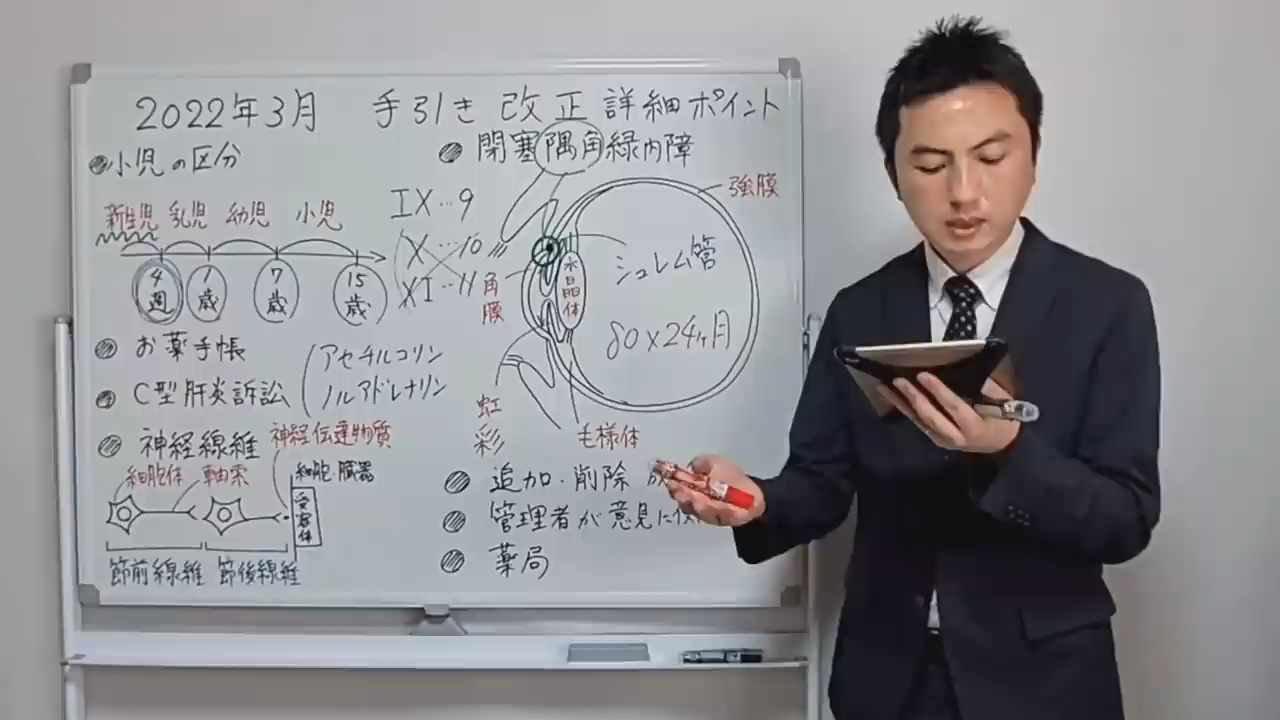 2022年3月 手引き 改正 詳細ポイント
小児の区分
新生児 乳児 幼児 小児
4週 1歳 7歳 15歳
IX…9
X…10
XI…11
お薬手帳
C型肝炎訴訟
アセチルコリン
ノルアドレナリン
神経線維
神経伝達物質
細胞体 軸索
細胞・臓器
受容体
節前線維 節後線維
閉塞隅角緑内障
強膜
シュレム管
水晶体
角膜
80×24ヶ月
虹彩
毛様体
追加・削除
管理者が意見に
薬局